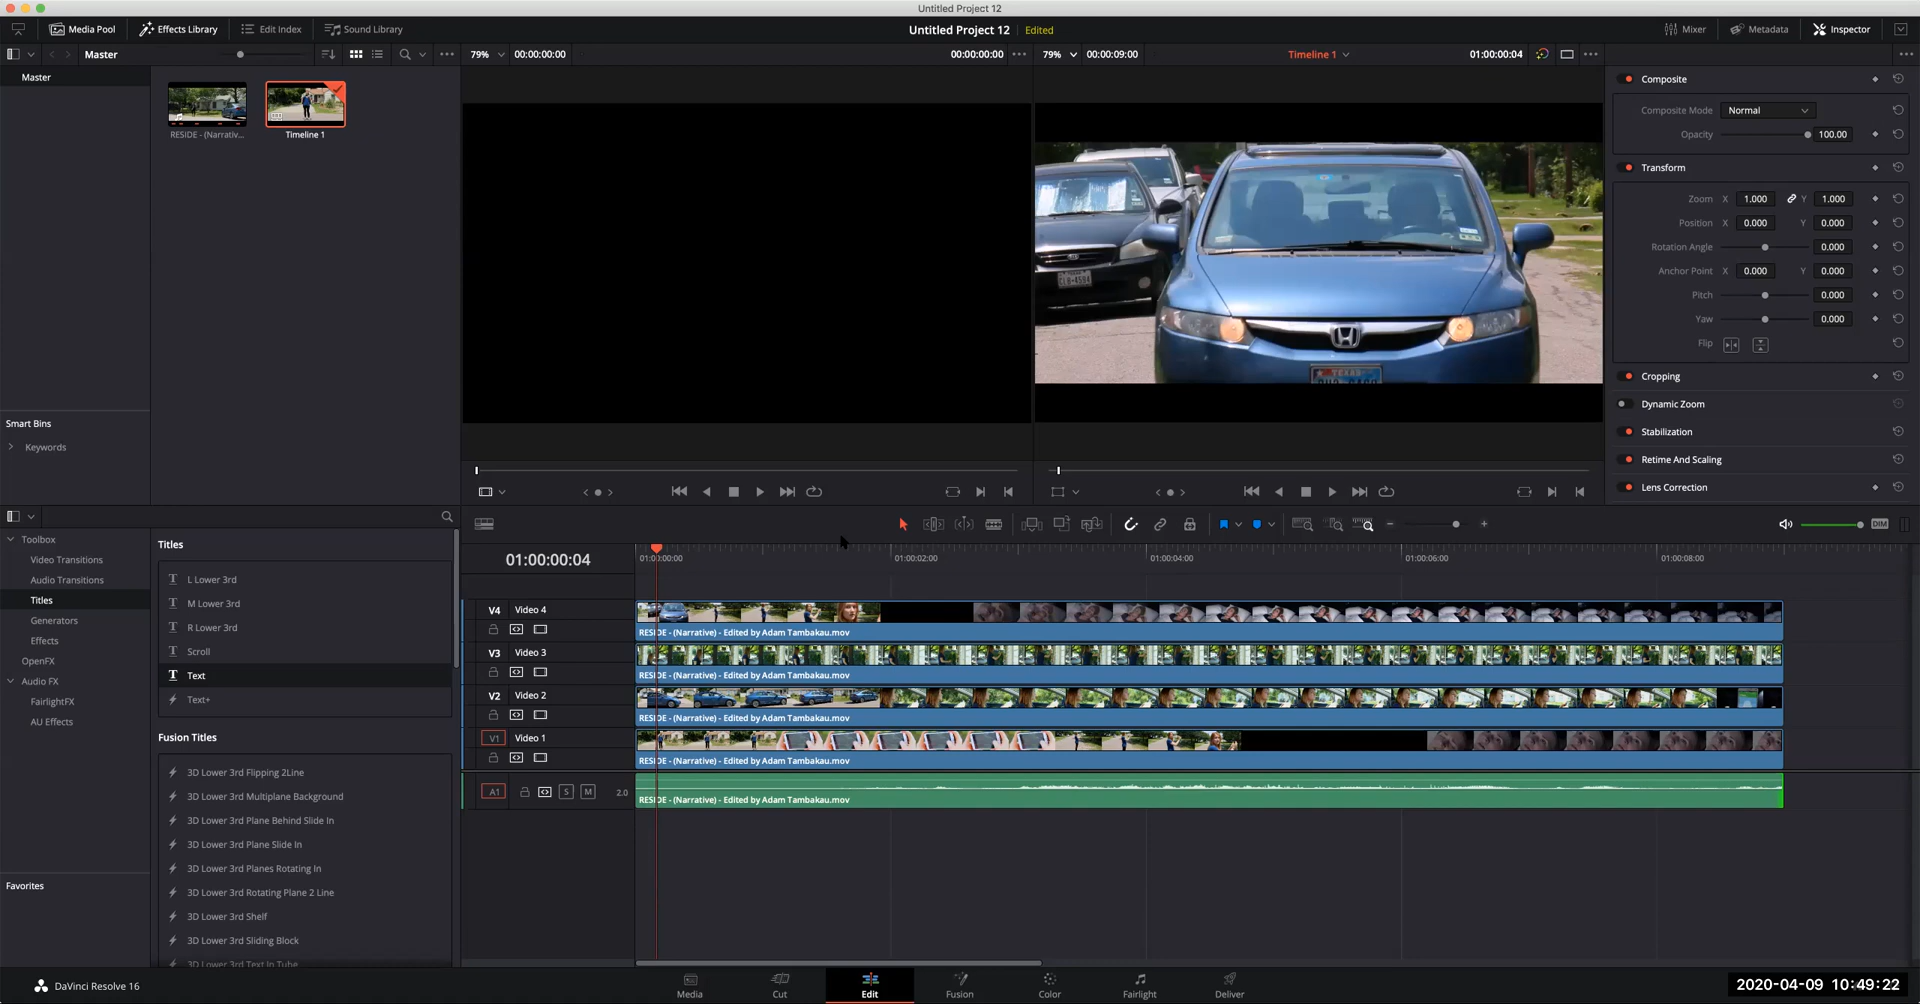 Untitled Project 12
Media Pool
Effects Library
Edit Index
Sound Library
Untitled Project 12
Edited
Mixer
Metadata
Inspector
Master
79%
00:00:00:00
00:00:00:00
79%
00:00:09:00
Timeline 1
01:00:00:04
Master
RESIDE - (Narrativ...
Timeline 1
Composite
Composite Mode
Normal
Opacity
100.00
Transform
Zoom X 1.000 Y 1.000
Position X 0.000 Y 0.000
Rotation Angle 0.000
Anchor Point X 0.000 Y 0.000
Pitch 0.000
Yaw 0.000
Flip
Cropping
Dynamic Zoom
Stabilization
Retime And Scaling
Lens Correction
TEXAS
Smart Bins
Keywords
Toolbox
Video Transitions
Audio Transitions
Titles
Generators
Effects
OpenFX
Audio FX
FairlightFX
AU Effects
Favorites
Titles
L Lower 3rd
M Lower 3rd
R Lower 3rd
Scroll
Text
Text+
Fusion Titles
3D Lower 3rd Flipping 2Line
3D Lower 3rd Multiplane Background
3D Lower 3rd Plane Behind Slide In
3D Lower 3rd Plane Slide In
3D Lower 3rd Planes Rotating In
3D Lower 3rd Rotating Plane 2 Line
3D Lower 3rd Shelf
3D Lower 3rd Sliding Block
3D Lower 3rd Text In Tube
DIM
01:00:00:04
01:00:00:00
01:00:02:00
01:00:04:00
01:00:06:00
01:00:08:00
V4 Video 4
RESIDE - (Narrative) - Edited by Adam Tambakau.mov
V3 Video 3
RESIDE - (Narrative) - Edited by Adam Tambakau.mov
V2 Video 2
RESIDE - (Narrative) - Edited by Adam Tambakau.mov
V1 Video 1
RESIDE - (Narrative) - Edited by Adam Tambakau.mov
A1 S M 2.0
RESIDE - (Narrative) - Edited by Adam Tambakau.mov
DaVinci Resolve 16
Media
Cut
Edit
Fusion
Color
Fairlight
Deliver
2020-04-09 10:49:22